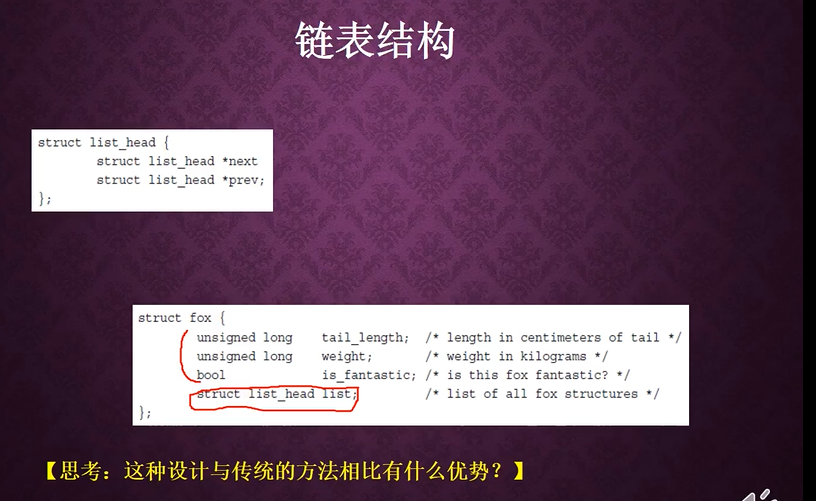 链表结构
struct list_head {
struct list_head *next
struct list_head *prev;
};
struct fox {
unsigned long tail_length; /* length in centimeters of tail */
unsigned long weight; /* weight in kilograms */
bool is_fantastic; /* is this fox fantastic? */
struct list_head list; /* list of all fox structures */
};
【思考：这种设计与传统的方法相比有什么优势？】